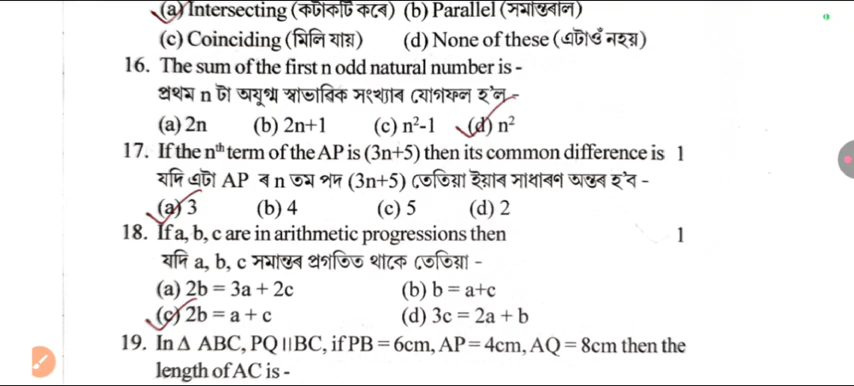 (a) Intersecting (কটাকটি কৰে) (b) Parallel (সমান্তৰাল)
(c) Coinciding (মিলি যায়) (d) None of these (এটাওঁ নহয়)
16. The sum of the first n odd natural number is -
প্ৰথম n টা অযুগ্ম স্বাভাৱিক সংখ্যাৰ যোগফল হ'ল -
(a) 2n (b) 2n+1 (c) n²-1 (d) n²
17. If the nᵗʰ term of the AP is (3n+5) then its common difference is 1
যদি এটা AP ৰ n তম পদ (3n+5) তেতিয়া ইয়াৰ সাধাৰণ অন্তৰ হ'ব -
(a) 3 (b) 4 (c) 5 (d) 2
18. If a, b, c are in arithmetic progressions then 1
যদি a, b, c সমান্তৰ প্ৰগতিত থাকে তেতিয়া -
(a) 2b = 3a + 2c (b) b = a+c
(c) 2b = a + c (d) 3c = 2a + b
19. In Δ ABC, PQ ॥ BC, if PB = 6cm, AP = 4cm, AQ = 8cm then the
length of AC is -